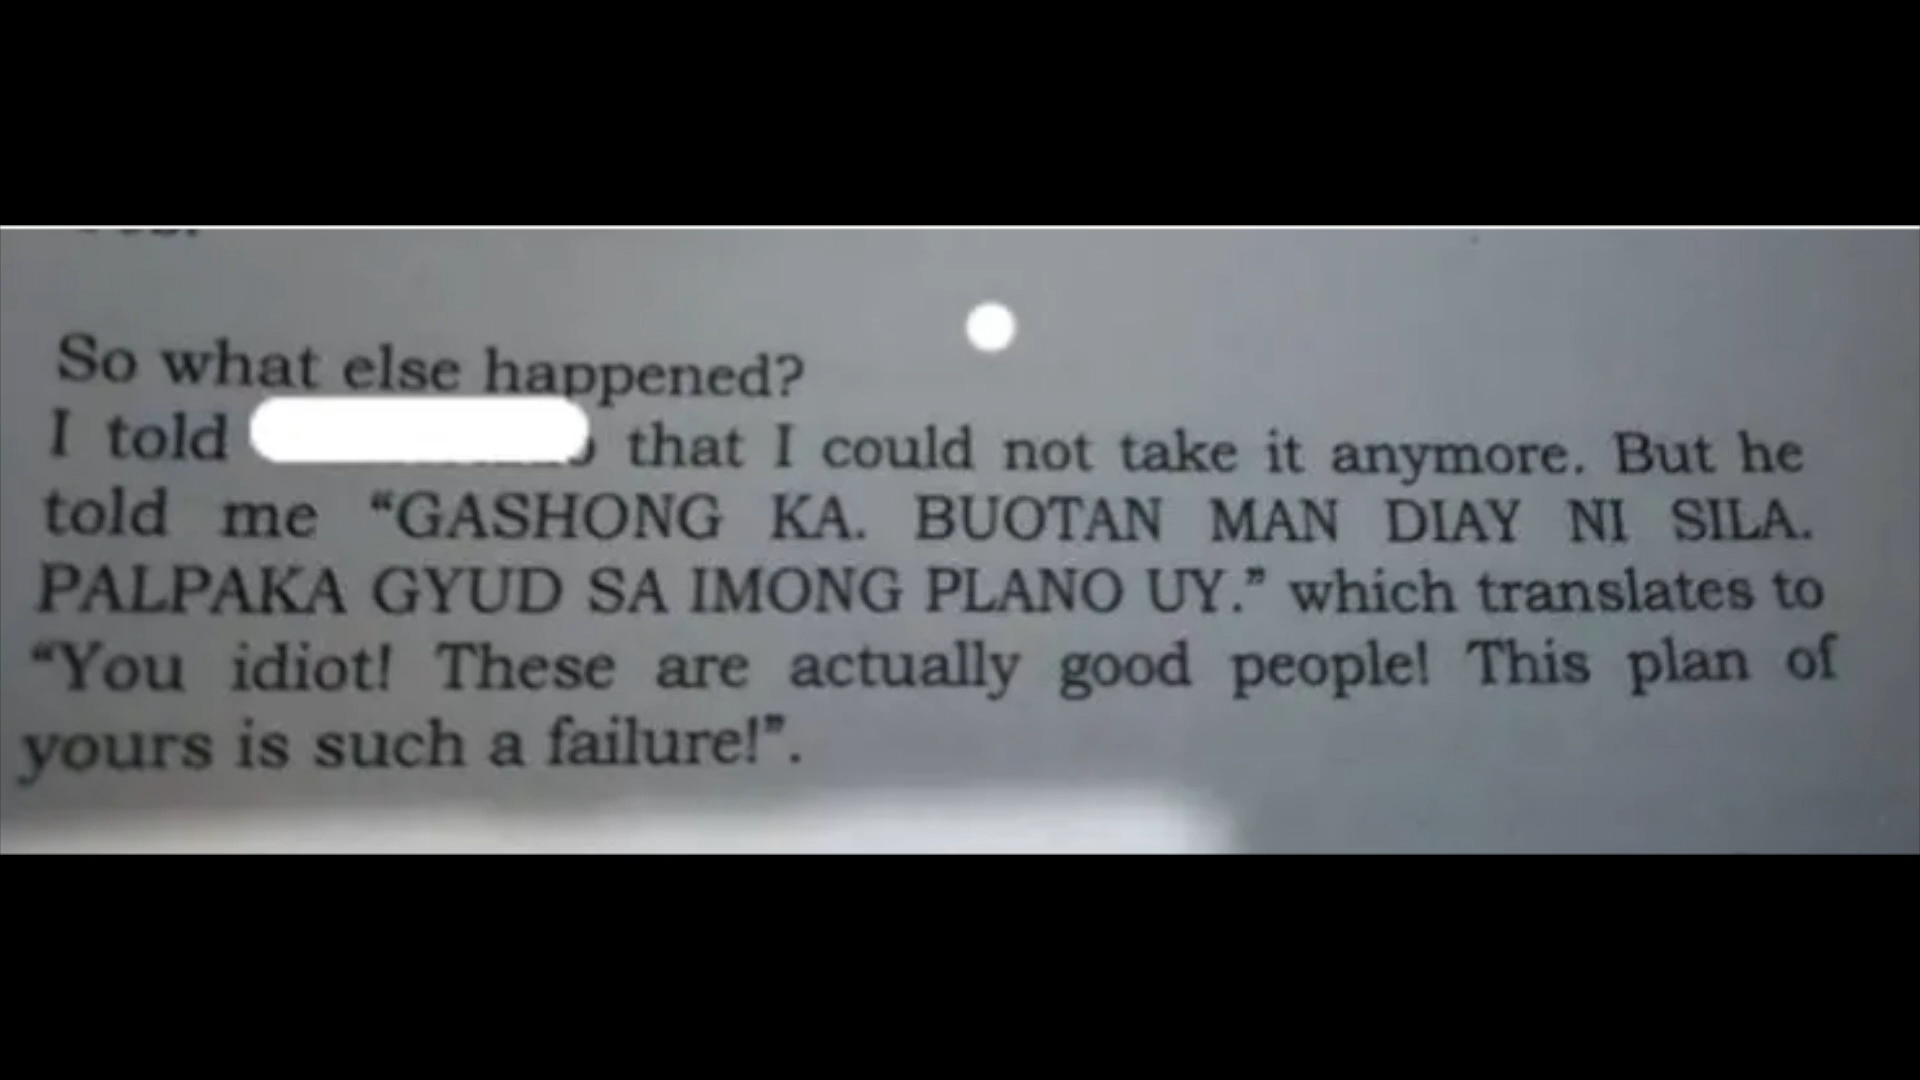 So what else happened?
I told that I could not take it anymore. But he
told me “GASHONG KA. BUOTAN MAN DIAY NI SILA.
PALPAKA GYUD SA IMONG PLANO UY.” which translates to
“You idiot! These are actually good people! This plan of
yours is such a failure!”.